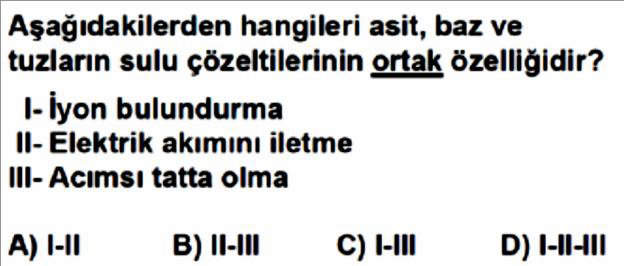 Aşağıdakilerden hangileri asit, baz ve
tuzların sulu çözeltilerinin ortak özelliğidir?
I- İyon bulundurma
II- Elektrik akımını iletme
III- Acımsı tatta olma
A) I-II B) II-III C) I-III D) I-II-III